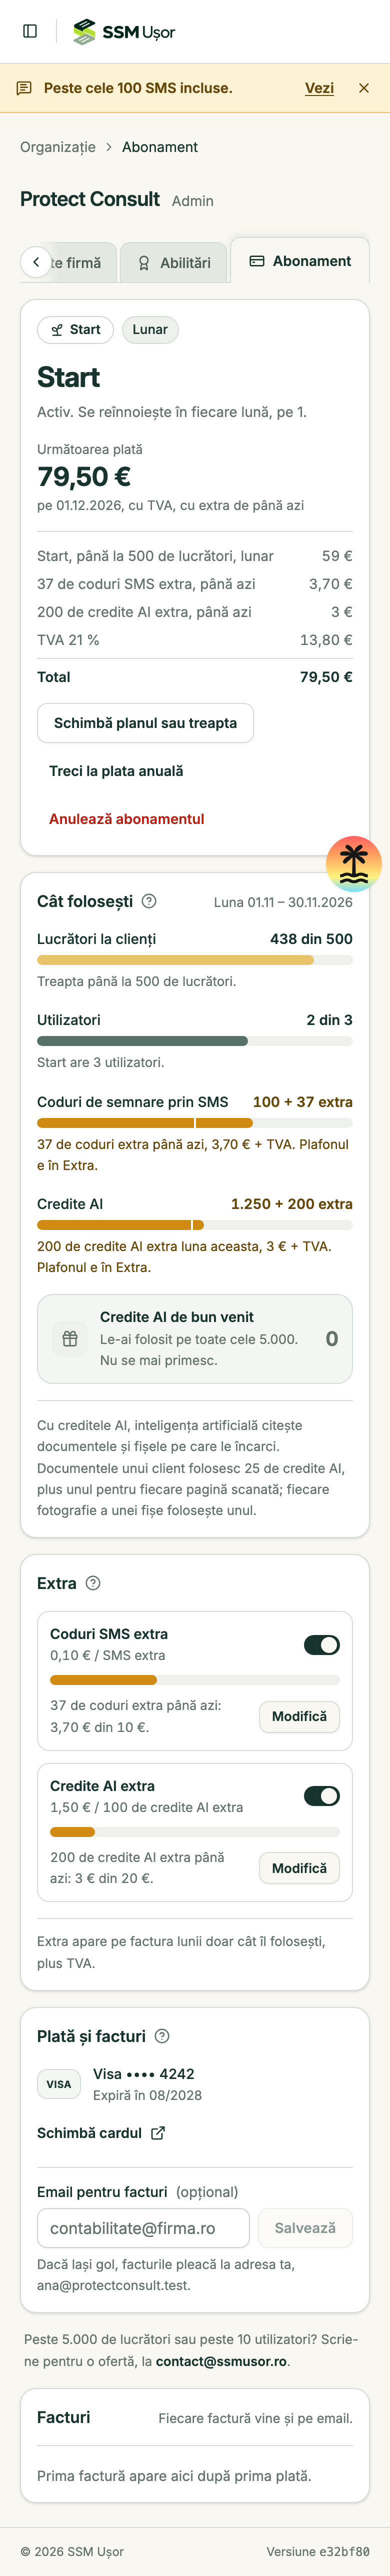 SSM Ușor
Peste cele 100 SMS incluse. Vezi
Organizație > Abonament
Protect Consult Admin
te firmă Abilitări Abonament
Start Lunar
Start
Activ. Se reînnoiește în fiecare lună, pe 1.
Următoarea plată
79,50 €
pe 01.12.2026, cu TVA, cu extra de până azi
Start, până la 500 de lucrători, lunar 59 €
37 de coduri SMS extra, până azi 3,70 €
200 de credite AI extra, până azi 3 €
TVA 21 % 13,80 €
Total 79,50 €
Schimbă planul sau treapta
Treci la plata anuală
Anulează abonamentul
Cât folosești Luna 01.11 – 30.11.2026
Lucrători la clienți 438 din 500
Treapta până la 500 de lucrători.
Utilizatori 2 din 3
Start are 3 utilizatori.
Coduri de semnare prin SMS 100 + 37 extra
37 de coduri extra până azi, 3,70 € + TVA. Plafonul
e în Extra.
Credite AI 1.250 + 200 extra
200 de credite AI extra luna aceasta, 3 € + TVA.
Plafonul e în Extra.
Credite AI de bun venit
Le-ai folosit pe toate cele 5.000. 0
Nu se mai primesc.
Cu creditele AI, inteligența artificială citește
documentele și fișele pe care le încarci.
Documentele unui client folosesc 25 de credite AI,
plus unul pentru fiecare pagină scanată; fiecare
fotografie a unei fișe folosește unul.
Extra
Coduri SMS extra
0,10 € / SMS extra
37 de coduri extra până azi:
3,70 € din 10 €.
Modifică
Credite AI extra
1,50 € / 100 de credite AI extra
200 de credite AI extra până
azi: 3 € din 20 €.
Modifică
Extra apare pe factura lunii doar cât îl folosești,
plus TVA.
Plată și facturi
VISA
Visa •••• 4242
Expiră în 08/2028
Schimbă cardul
Email pentru facturi (opțional)
contabilitate@firma.ro Salvează
Dacă lași gol, facturile pleacă la adresa ta,
ana@protectconsult.test.
Peste 5.000 de lucrători sau peste 10 utilizatori? Scrie-
ne pentru o ofertă, la contact@ssmusor.ro.
Facturi Fiecare factură vine și pe email.
Prima factură apare aici după prima plată.
© 2026 SSM Ușor Versiune e32bf80